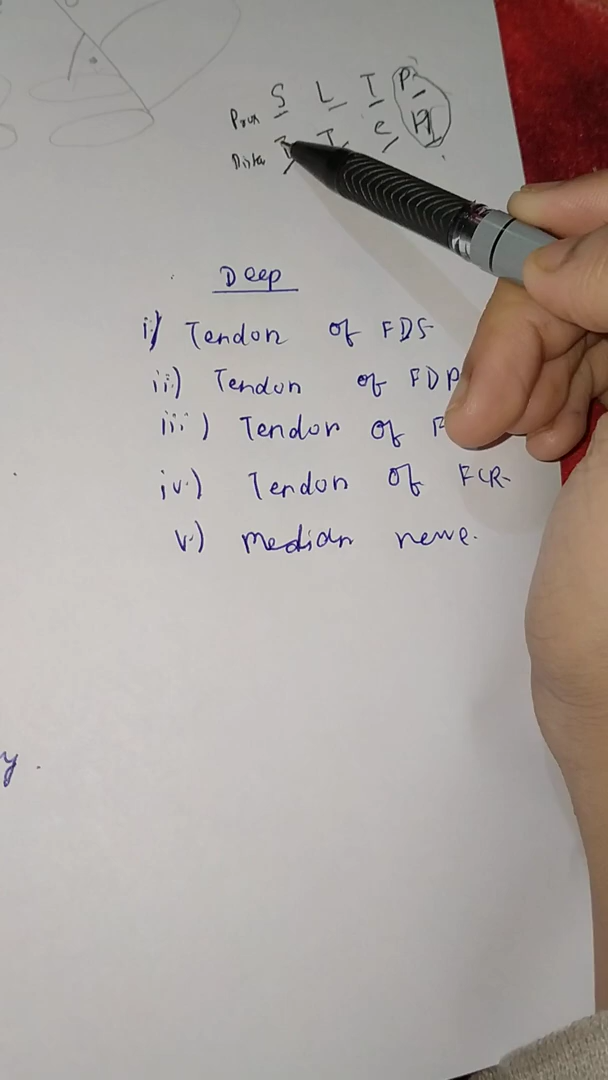 Prox S L T P
Dista T T C PI
Deep
i) Tendon of FDS
ii) Tendon of FDP
iii) Tendon of F
iv.) Tendon of FCR
v.) Median nerve.
y.